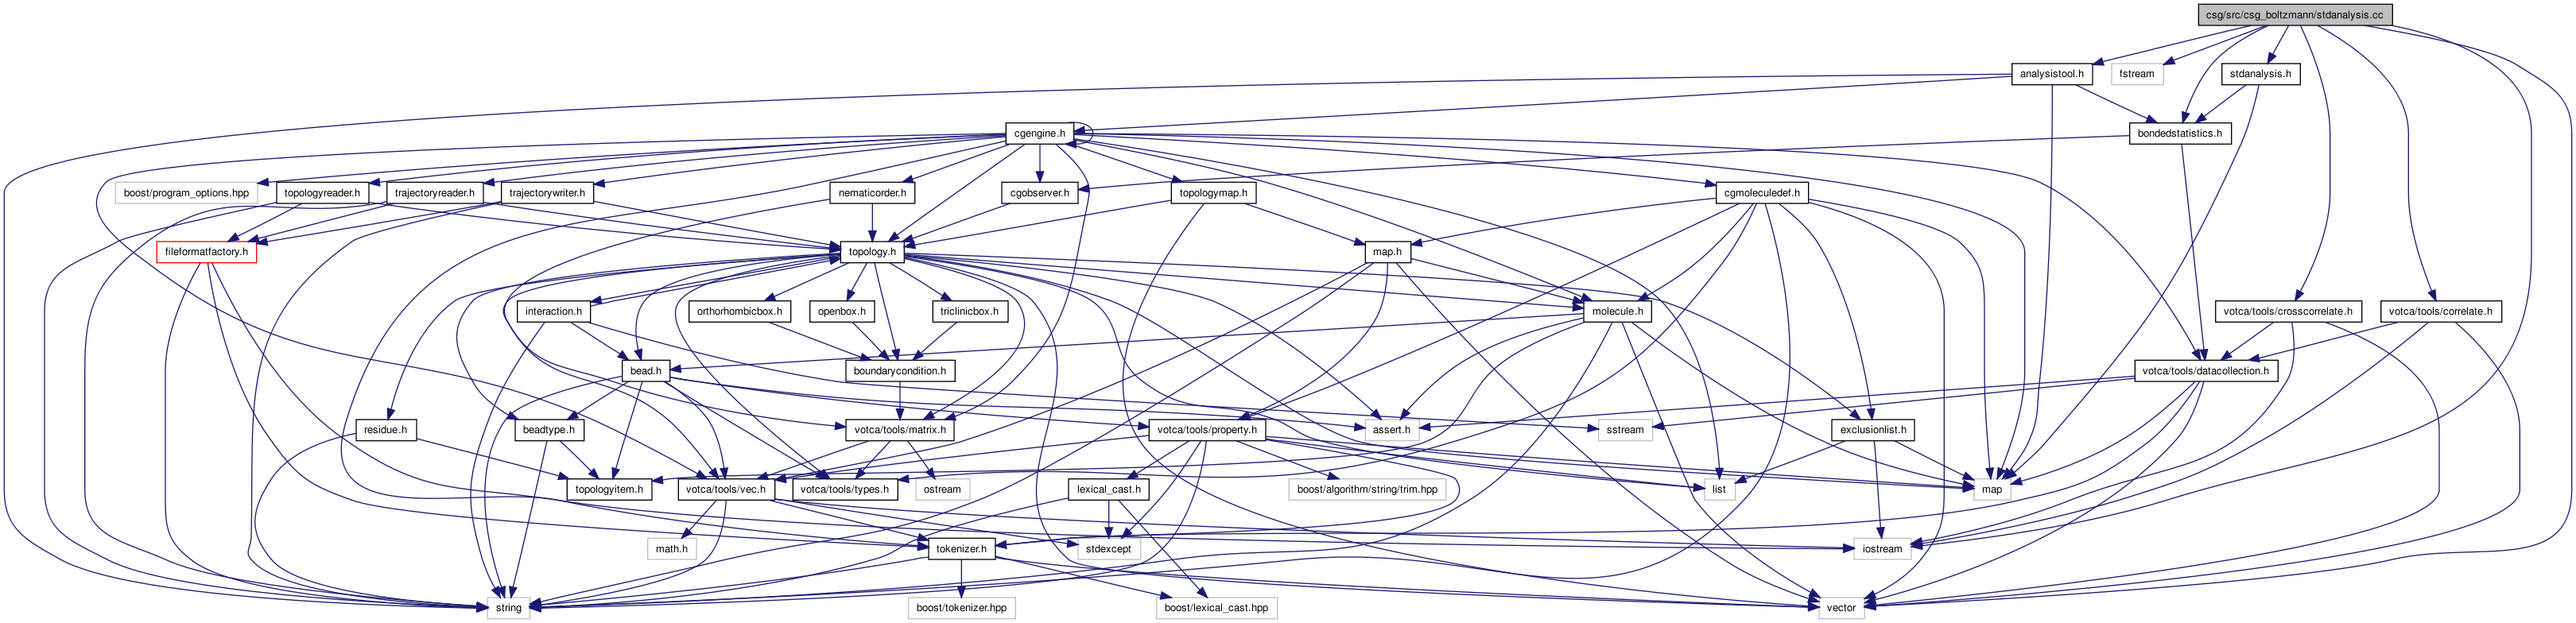 csg/src/csg_boltzmann/stdanalysis.cc
analysistool.h
fstream
stdanalysis.h
cgengine.h
bondedstatistics.h
boost/program_options.hpp
topologyreader.h
trajectoryreader.h
trajectorywriter.h
nematicorder.h
cgobserver.h
topologymap.h
cgmoleculedef.h
fileformatfactory.h
topology.h
map.h
interaction.h
orthorhombicbox.h
openbox.h
triclinicbox.h
molecule.h
votca/tools/crosscorrelate.h
votca/tools/correlate.h
bead.h
boundarycondition.h
votca/tools/datacollection.h
residue.h
beadtype.h
votca/tools/matrix.h
assert.h
votca/tools/property.h
sstream
exclusionlist.h
topologyitem.h
votca/tools/vec.h
votca/tools/types.h
ostream
lexical_cast.h
boost/algorithm/string/trim.hpp
list
map
math.h
tokenizer.h
stdexcept
iostream
string
boost/tokenizer.hpp
boost/lexical_cast.hpp
vector